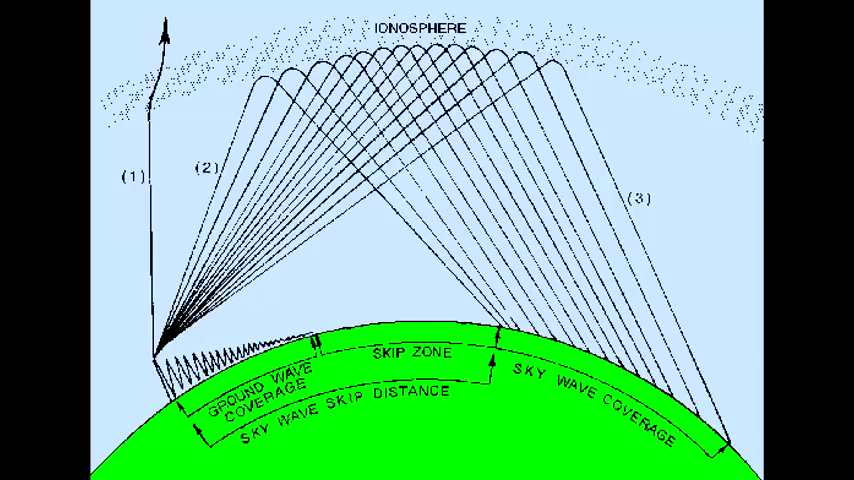 IONOSPHERE
(1)
(2)
(3)
SKIP ZONE
GROUND WAVE
COVERAGE
SKY WAVE SKIP DISTANCE
SKY WAVE COVERAGE